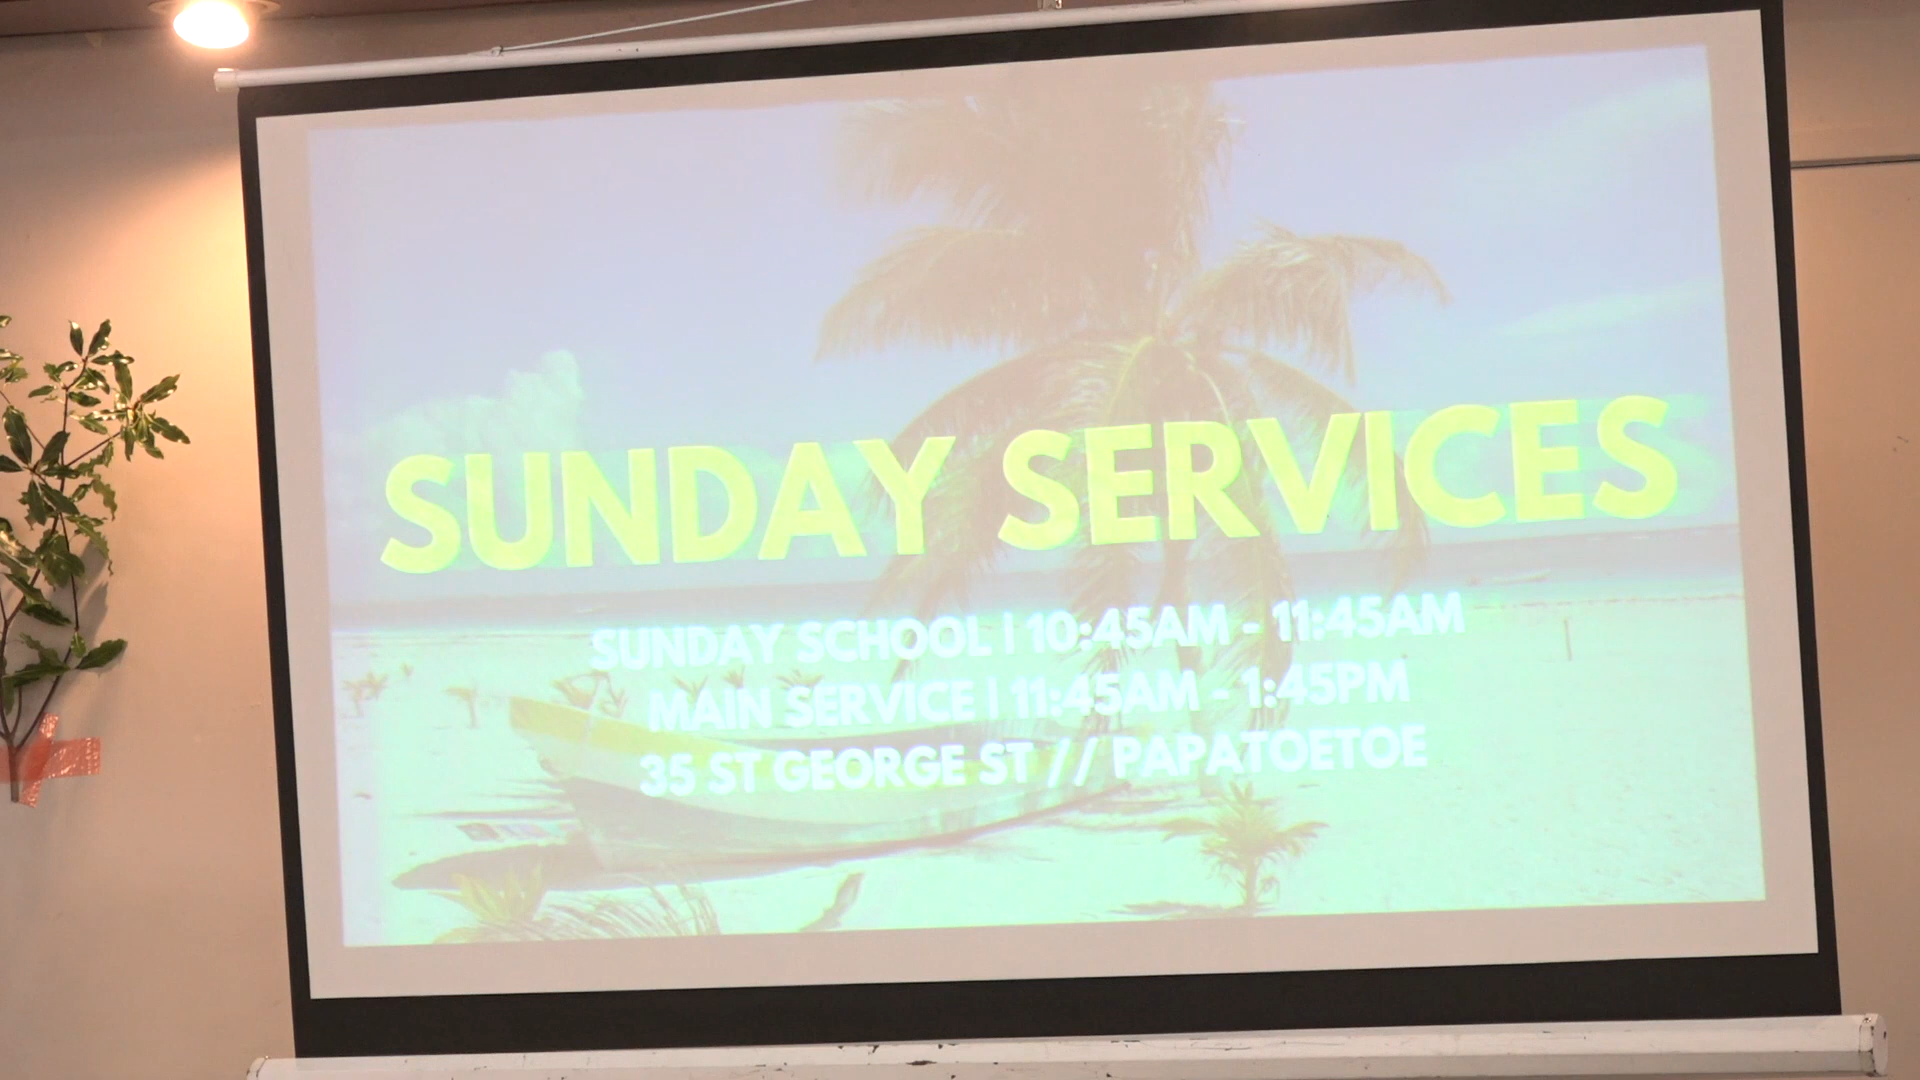 SUNDAY SERVICES
SUNDAY SCHOOL | 10:45AM - 11:45AM
MAIN SERVICE | 11:45AM - 1:45PM
35 ST GEORGE ST // PAPATOETOE